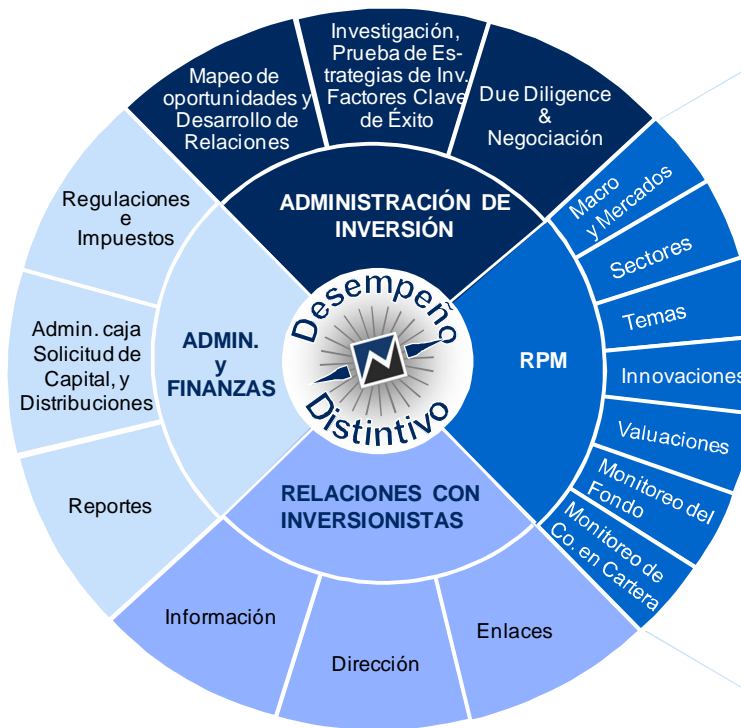 Mapeo de
oportunidades y
Desarrollo de
Relaciones
Investigación,
Prueba de Es-
trategias de Inv.
Factores Clave
de Éxito
Due Diligence
&
Negociación
ADMINISTRACIÓN DE
INVERSIÓN
Macro
y Mercados
Sectores
Temas
Innovaciones
Valuaciones
Monitoreo del
Fondo
Monitoreo de
Co. en Cartera
RPM
Regulaciones
e
Impuestos
Admin. caja
Solicitud de
Capital, y
Distribuciones
Reportes
ADMIN.
y
FINANZAS
Desempeño
Distintivo
RELACIONES CON
INVERSIONISTAS
Información
Dirección
Enlaces